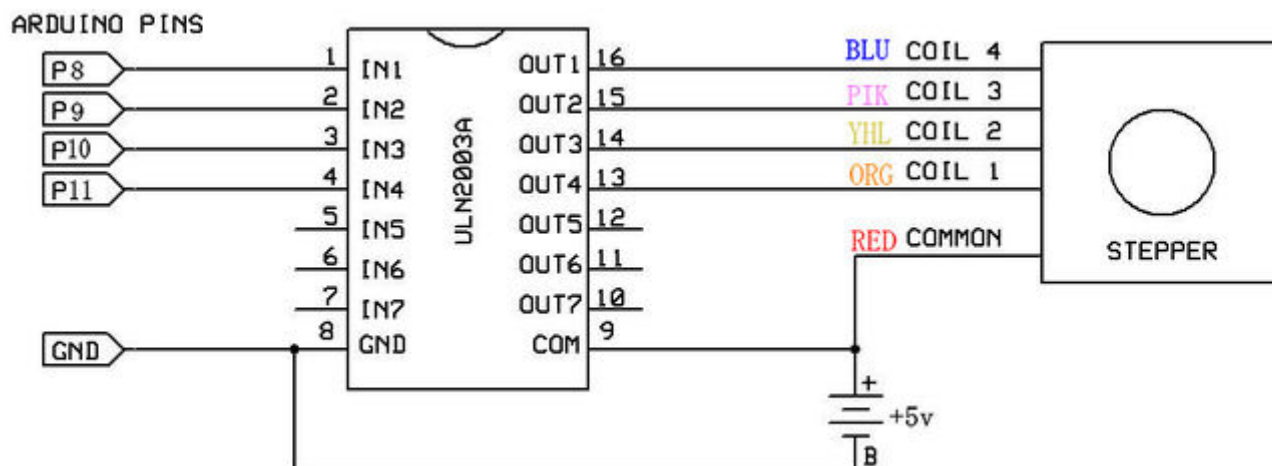 ARDUINO PINS
P8 1 IN1 OUT1 16 BLU COIL 4
P9 2 IN2 OUT2 15 PIK COIL 3
P10 3 IN3 OUT3 14 YHL COIL 2
P11 4 IN4 OUT4 13 ORG COIL 1
5 IN5 OUT5 12
6 IN6 OUT6 11
7 IN7 OUT7 10
GND 8 GND COM 9
ULN2003A
RED COMMON
STEPPER
+
+5v
B